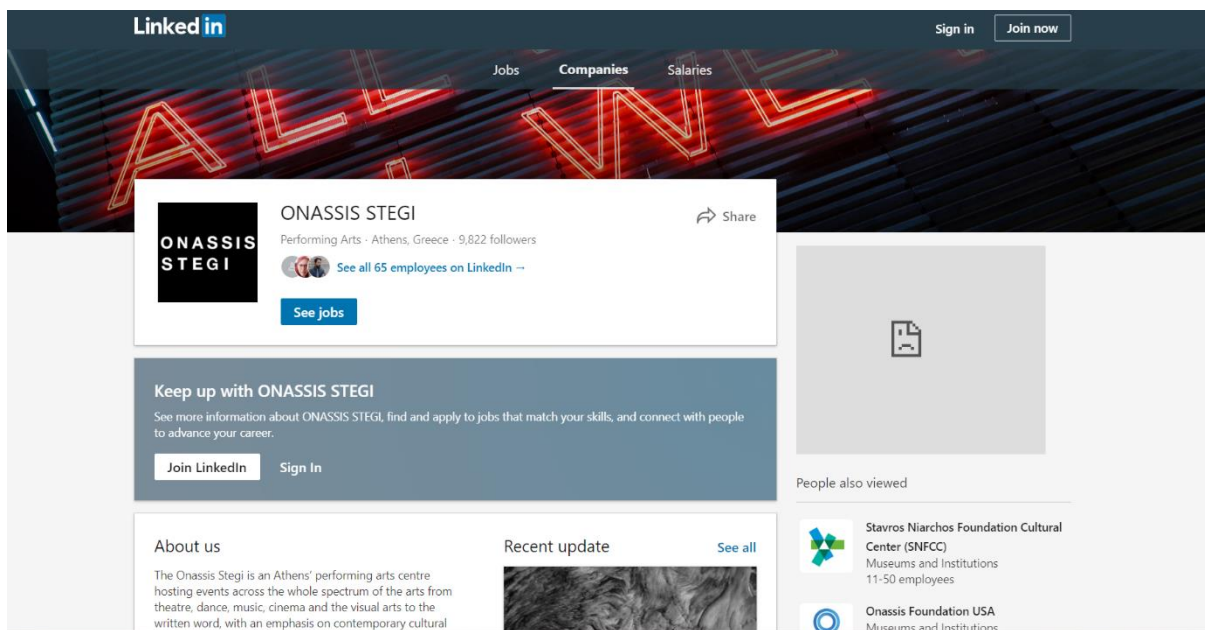 Linked in
Sign in
Join now
Jobs
Companies
Salaries
ALL WE
ONASSIS
STEGI
ONASSIS STEGI
Share
Performing Arts · Athens, Greece · 9,822 followers
See all 65 employees on LinkedIn →
See jobs
Keep up with ONASSIS STEGI
See more information about ONASSIS STEGI, find and apply to jobs that match your skills, and connect with people
to advance your career.
Join LinkedIn
Sign In
About us
The Onassis Stegi is an Athens' performing arts centre
hosting events across the whole spectrum of the arts from
theatre, dance, music, cinema and the visual arts to the
written word, with an emphasis on contemporary cultural
Recent update
See all
People also viewed
Stavros Niarchos Foundation Cultural
Center (SNFCC)
Museums and Institutions
11-50 employees
Onassis Foundation USA
Museums and Institutions